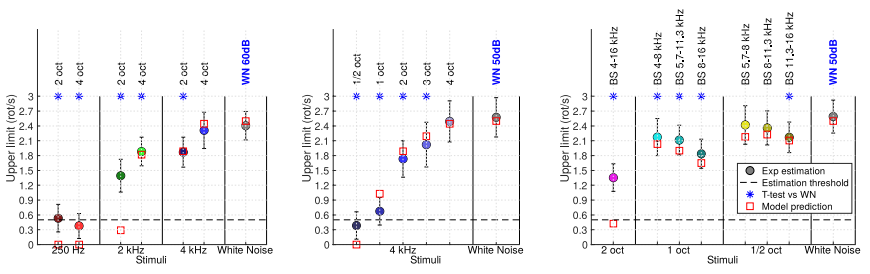 2 oct
4 oct
2 oct
4 oct
2 oct
4 oct
WN 60dB
Upper limit (rot/s)
3
2.7
2.4
2.1
1.8
1.5
1.2
0.9
0.6
0.3
0
250 Hz
2 kHz
4 kHz
White Noise
Stimuli
1/2 oct
1 oct
2 oct
3 oct
4 oct
WN 50dB
Upper limit (rot/s)
3
2.7
2.4
2.1
1.8
1.5
1.2
0.9
0.6
0.3
0
4 kHz
White Noise
Stimuli
BS 4-16 kHz
BS 4-8 kHz
BS 5.7-11.3 kHz
BS 8-16 kHz
BS 5.7-8 kHz
BS 8-11.3 kHz
BS 11.3-16 kHz
WN 50dB
Upper limit (rot/s)
3
2.7
2.4
2.1
1.8
1.5
1.2
0.9
0.6
0.3
0
Exp estimation
Estimation threshold
T-test vs WN
Model prediction
2 oct
1 oct
1/2 oct
White Noise
Stimuli